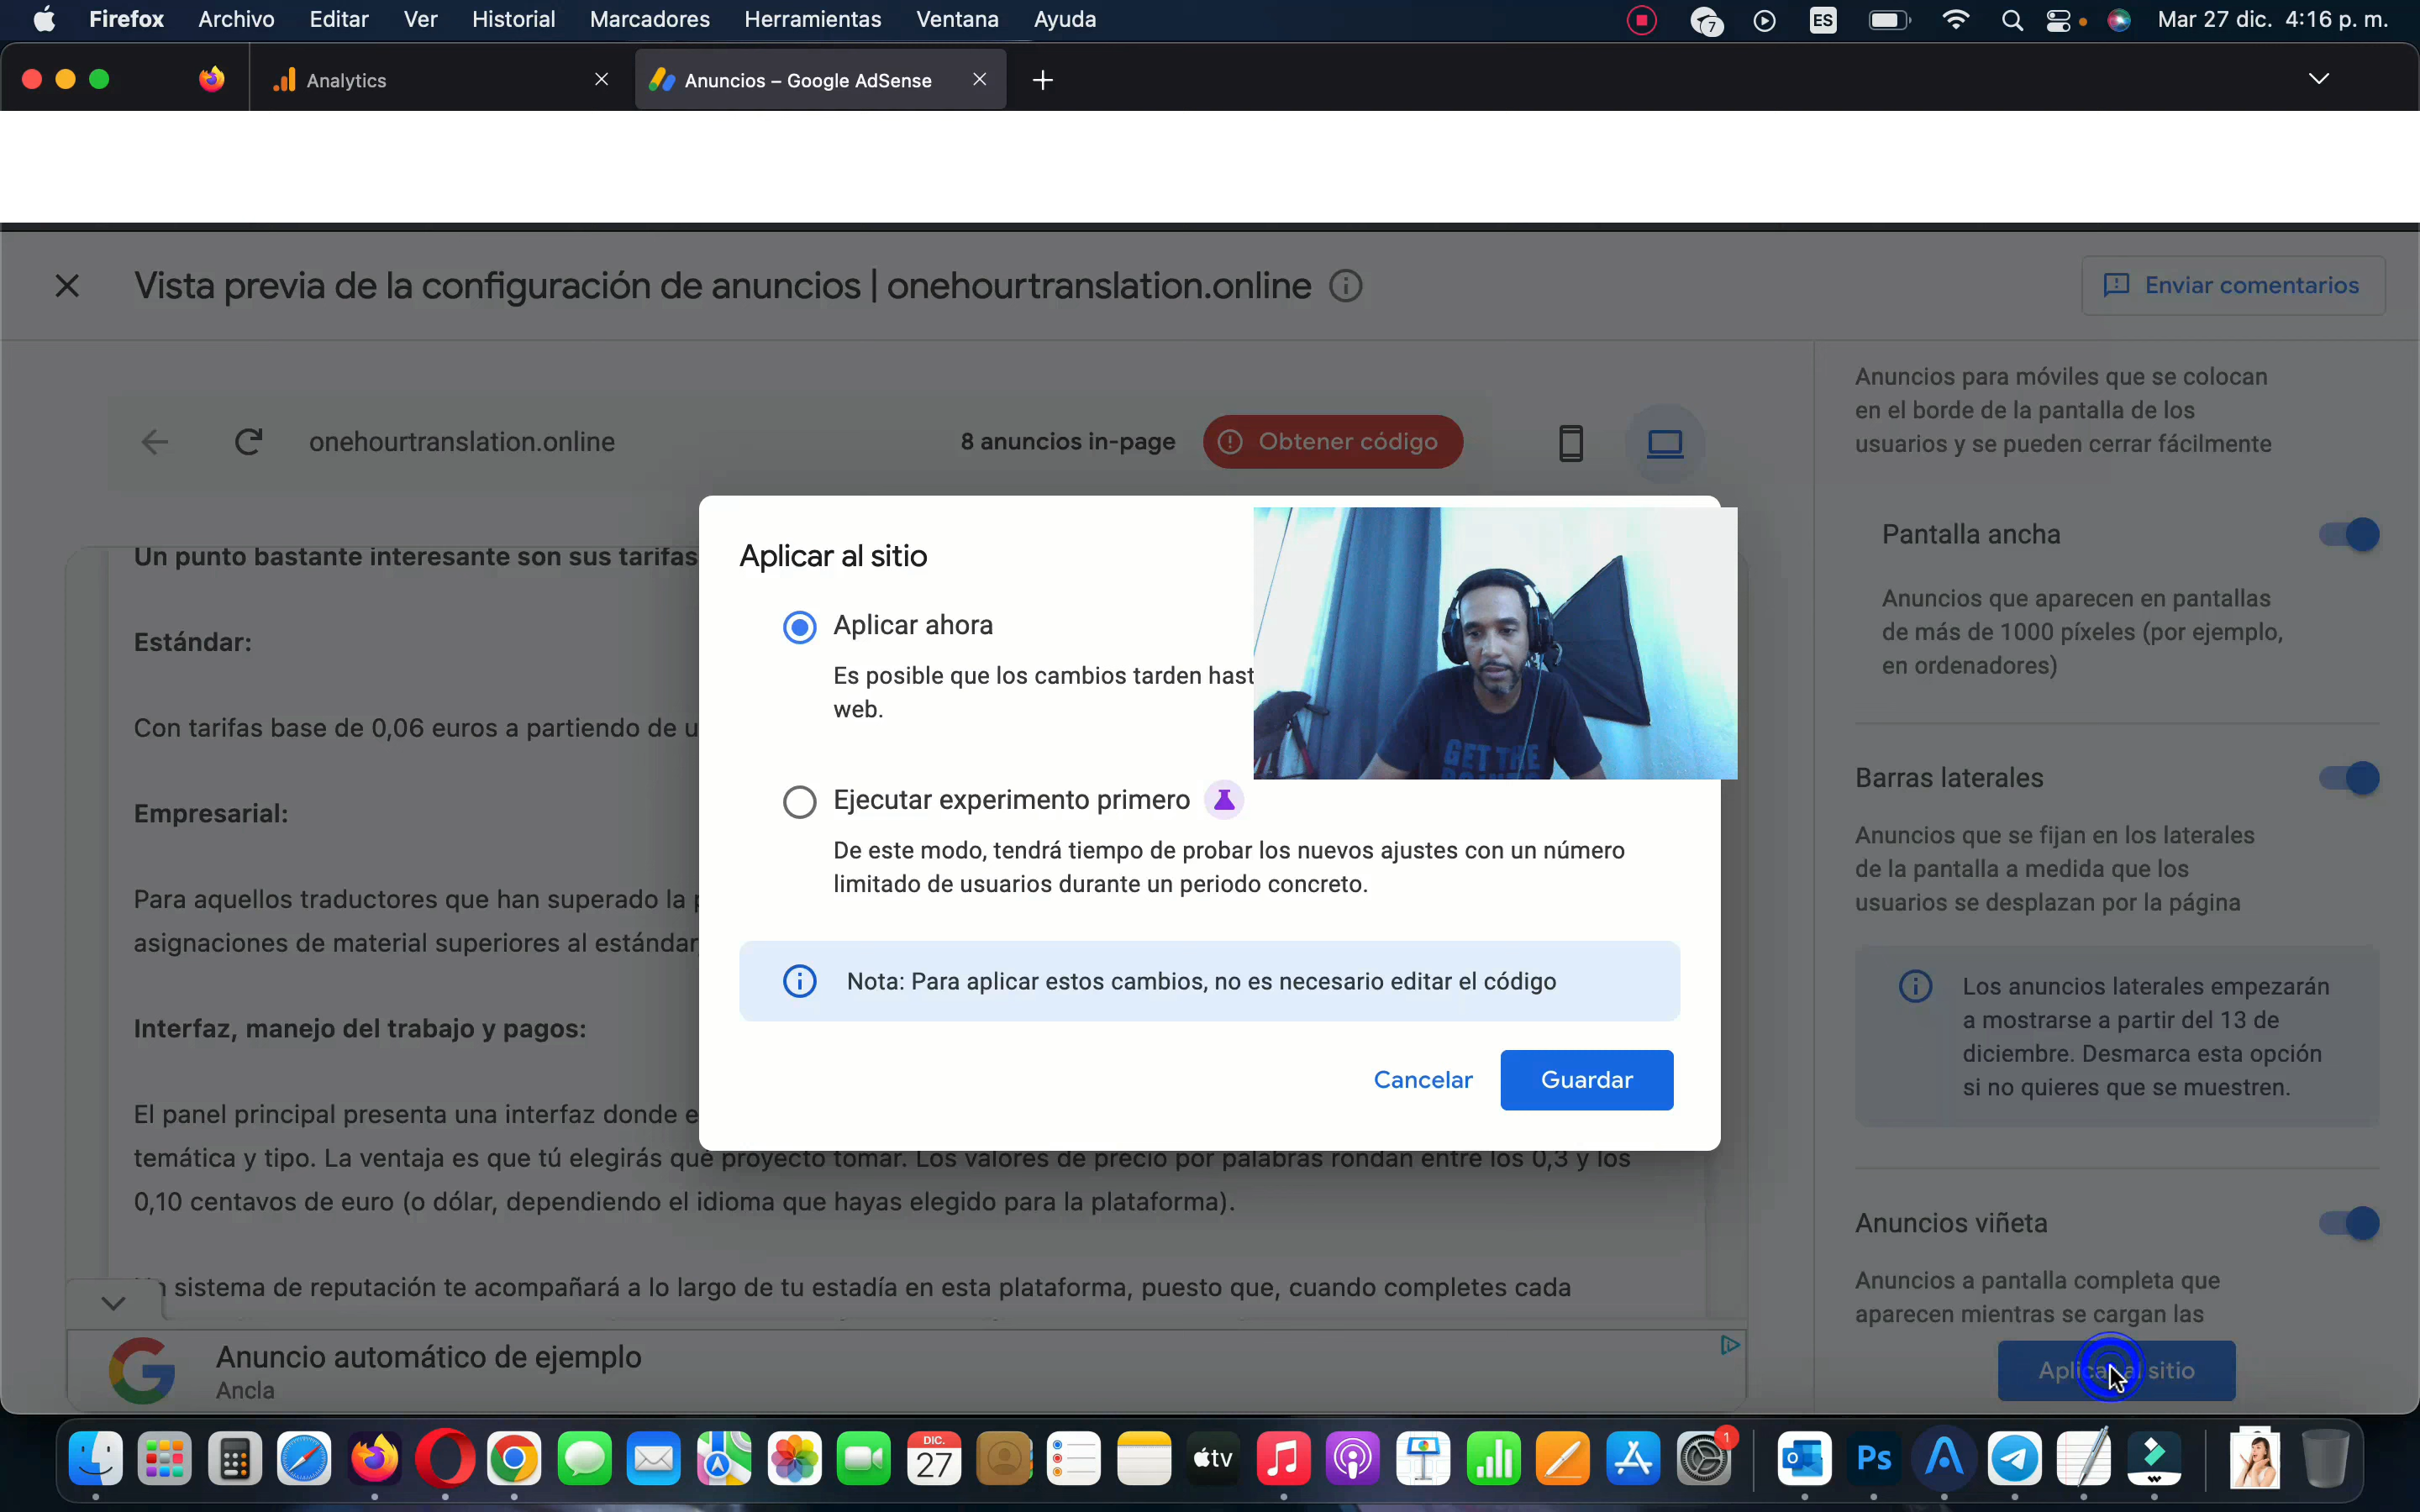 Firefox Archivo Editar Ver Historial Marcadores Herramientas Ventana Ayuda 7 ES Mar 27 dic. 4:16 p. m.
Analytics Anuncios – Google AdSense
Vista previa de la configuración de anuncios | onehourtranslation.online Enviar comentarios
onehourtranslation.online 8 anuncios in-page Obtener código
Un punto bastante interesante son sus tarifas
Estándar:
Con tarifas base de 0,06 euros a partiendo de
Empresarial:
Para aquellos traductores que han superado la
asignaciones de material superiores al estándar
Interfaz, manejo del trabajo y pagos:
El panel principal presenta una interfaz donde
temática y tipo. La ventaja es que tú elegirás que proyecto tomar. Los valores de precio por palabras rondan entre los 0,3 y los
0,10 centavos de euro (o dólar, dependiendo el idioma que hayas elegido para la plataforma).
sistema de reputación te acompañará a lo largo de tu estadía en esta plataforma, puesto que, cuando completes cada
Anuncio automático de ejemplo
Ancla
Aplicar al sitio
Aplicar ahora
Es posible que los cambios tarden
web.
GET THE
Ejecutar experimento primero
De este modo, tendrá tiempo de probar los nuevos ajustes con un número
limitado de usuarios durante un periodo concreto.
Nota: Para aplicar estos cambios, no es necesario editar el código
Cancelar Guardar
Anuncios para móviles que se colocan
en el borde de la pantalla de los
usuarios y se pueden cerrar fácilmente
Pantalla ancha
Anuncios que aparecen en pantallas
de más de 1000 píxeles (por ejemplo,
en ordenadores)
Barras laterales
Anuncios que se fijan en los laterales
de la pantalla a medida que los
usuarios se desplazan por la página
Los anuncios laterales empezarán
a mostrarse a partir del 13 de
diciembre. Desmarca esta opción
si no quieres que se muestren.
Anuncios viñeta
Anuncios a pantalla completa que
aparecen mientras se cargan las
Aplicar al sitio
DIC.
27
tv
1
Ps